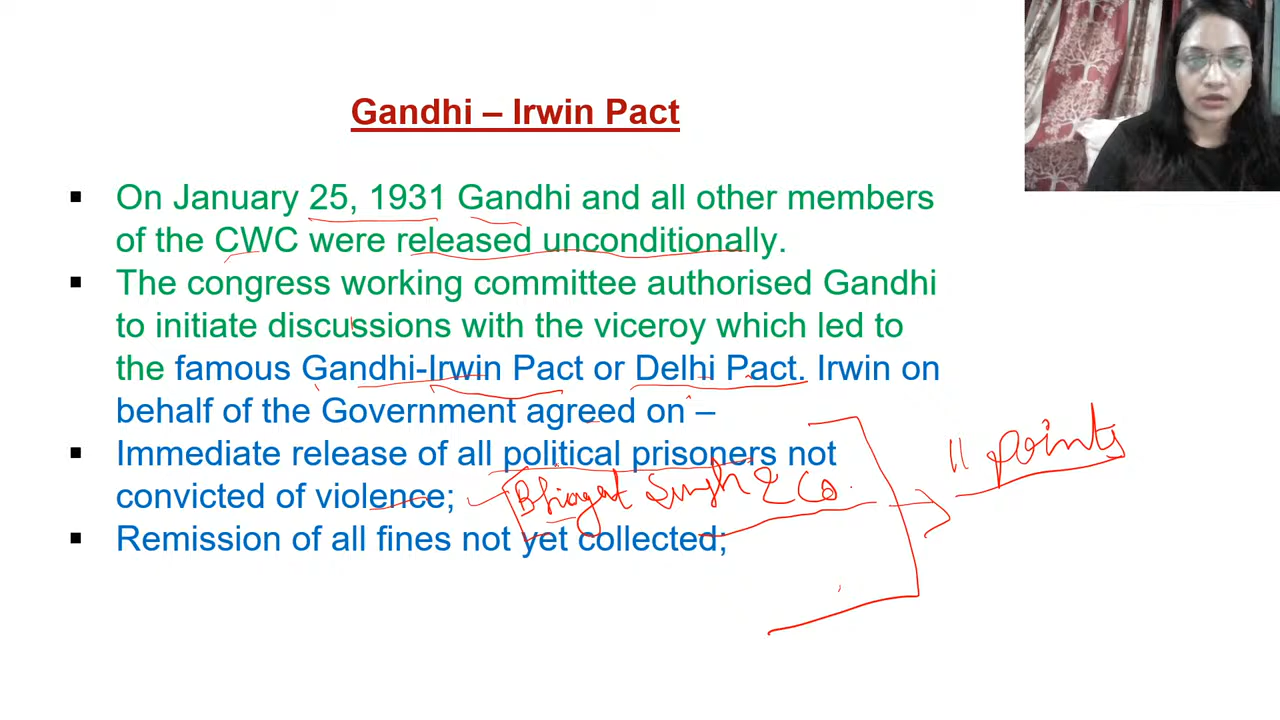 Gandhi – Irwin Pact
▪ On January 25, 1931 Gandhi and all other members
of the CWC were released unconditionally.
▪ The congress working committee authorised Gandhi
to initiate discussions with the viceroy which led to
the famous Gandhi-Irwin Pact or Delhi Pact. Irwin on
behalf of the Government agreed on –
▪ Immediate release of all political prisoners not
convicted of violence;
Bhagat Singh & Co.
▪ Remission of all fines not yet collected;
11 points